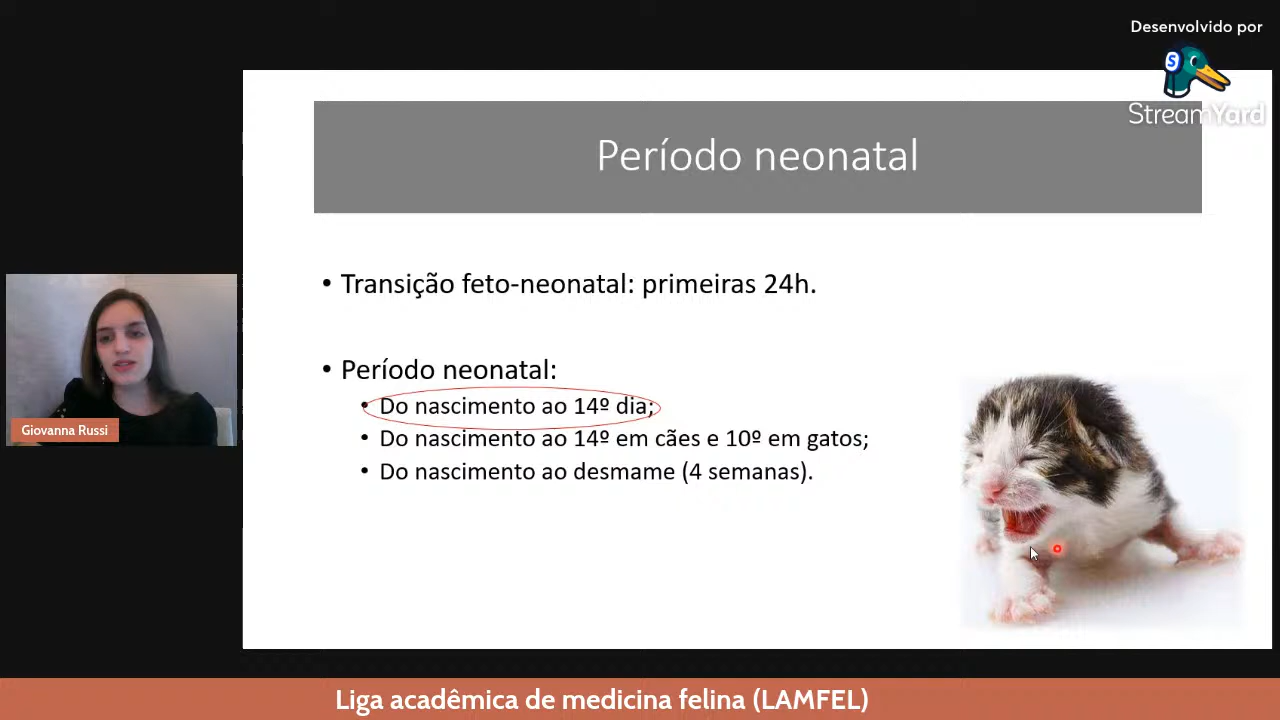 Desenvolvido por
S
StreamYard
Período neonatal
• Transição feto-neonatal: primeiras 24h.
• Período neonatal:
• Do nascimento ao 14º dia;
• Do nascimento ao 14º em cães e 10º em gatos;
• Do nascimento ao desmame (4 semanas).
Giovanna Russi
Liga acadêmica de medicina felina (LAMFEL)